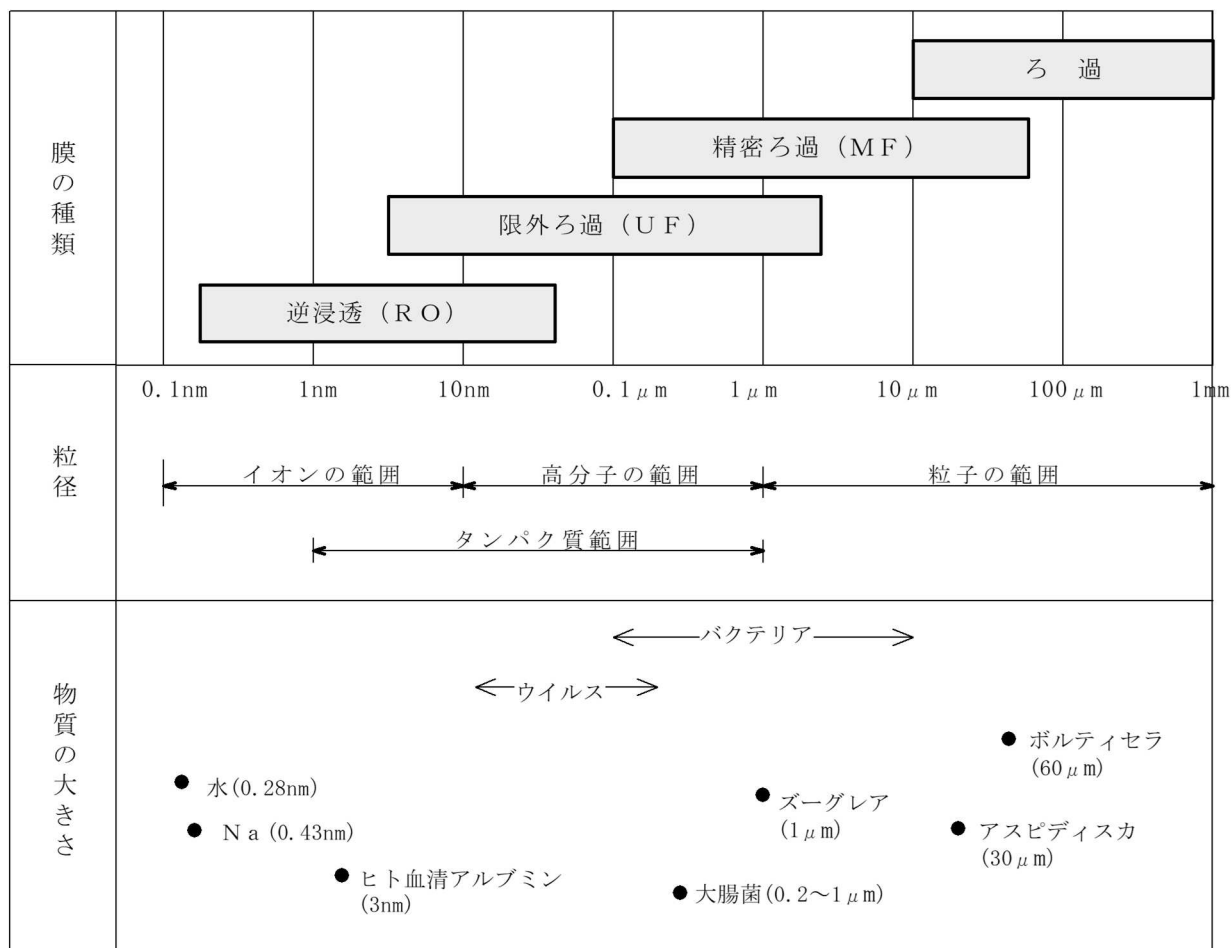 膜の種類
ろ 過
精密ろ過（ＭＦ）
限外ろ過（ＵＦ）
逆浸透（ＲＯ）
粒径
0.1nm 1nm 10nm 0.1μm 1μm 10μm 100μm 1mm
イオンの範囲 高分子の範囲 粒子の範囲
タンパク質範囲
物質の大きさ
バクテリア
ウイルス
ボルティセラ
(60μm)
水(0.28nm)
ズーグレア
(1μm)
Ｎａ(0.43nm)
アスピディスカ
(30μm)
ヒト血清アルブミン
(3nm)
大腸菌(0.2～1μm)